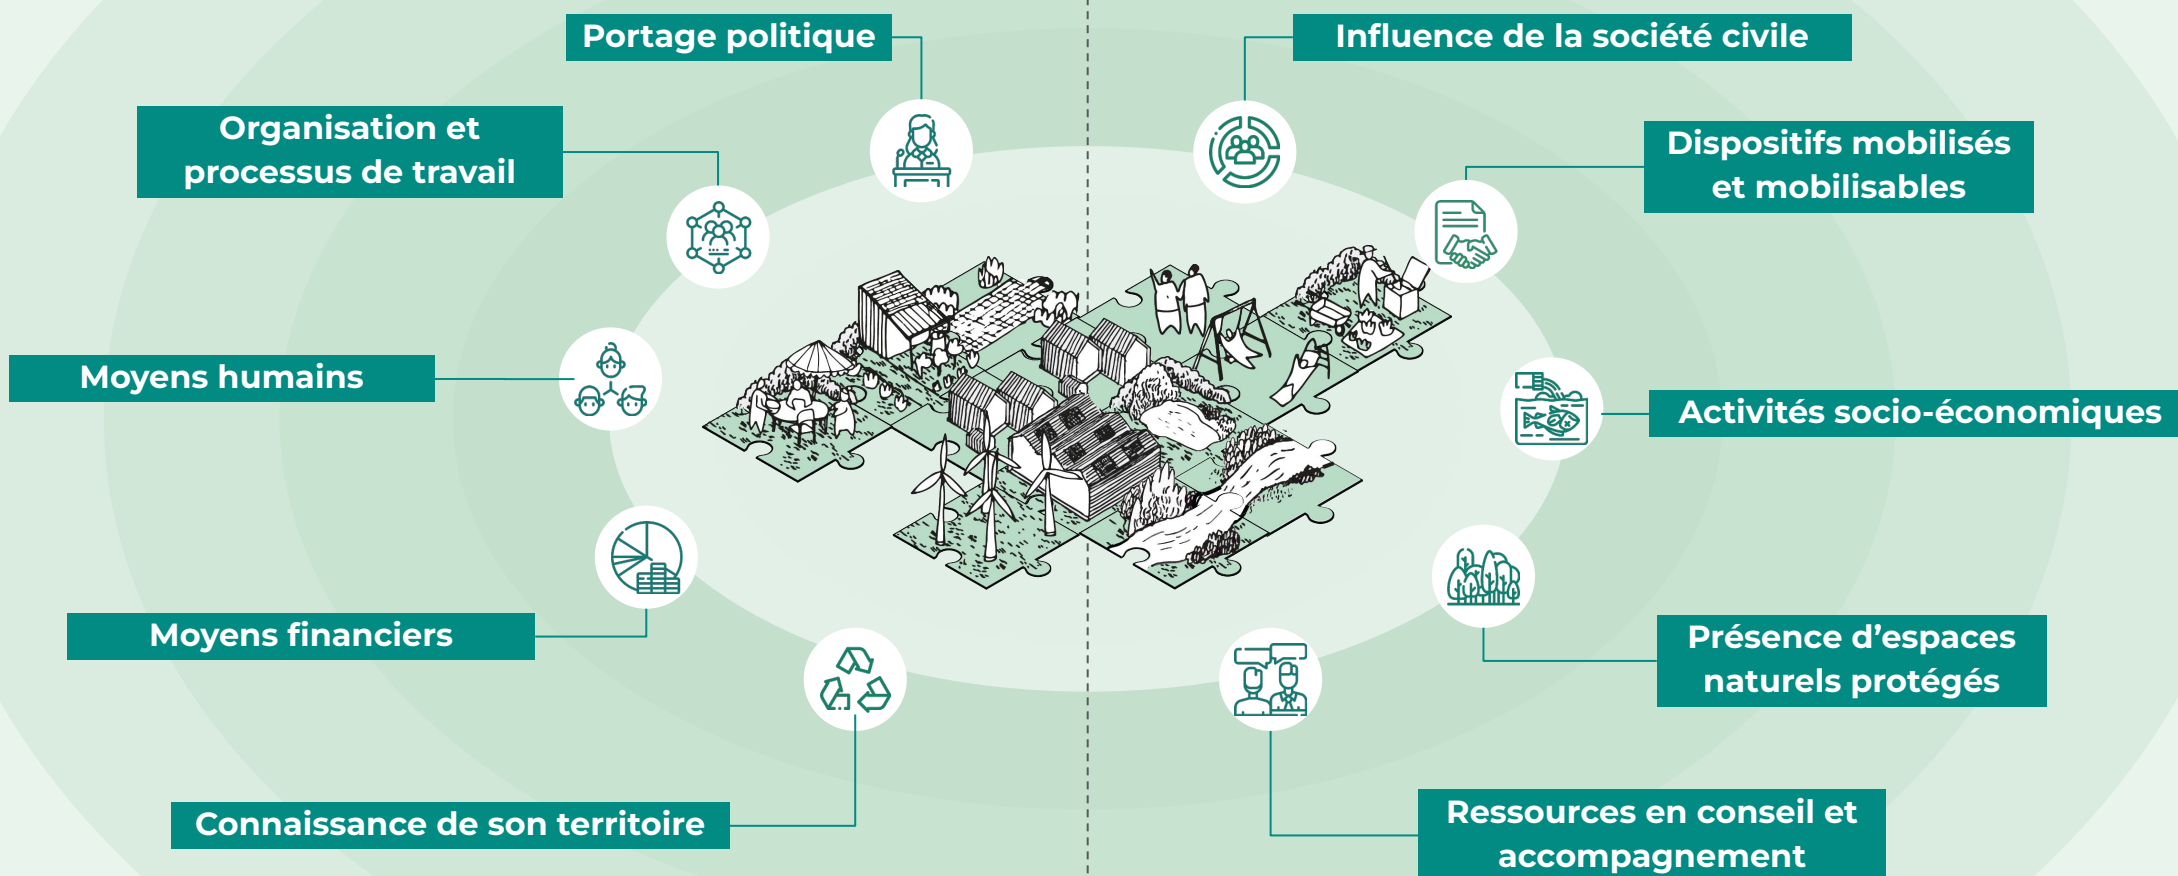 Portage politique
Influence de la société civile
Organisation et
processus de travail
Dispositifs mobilisés
et mobilisables
Moyens humains
Activités socio-économiques
Moyens financiers
Présence d’espaces
naturels protégés
Connaissance de son territoire
Ressources en conseil et
accompagnement